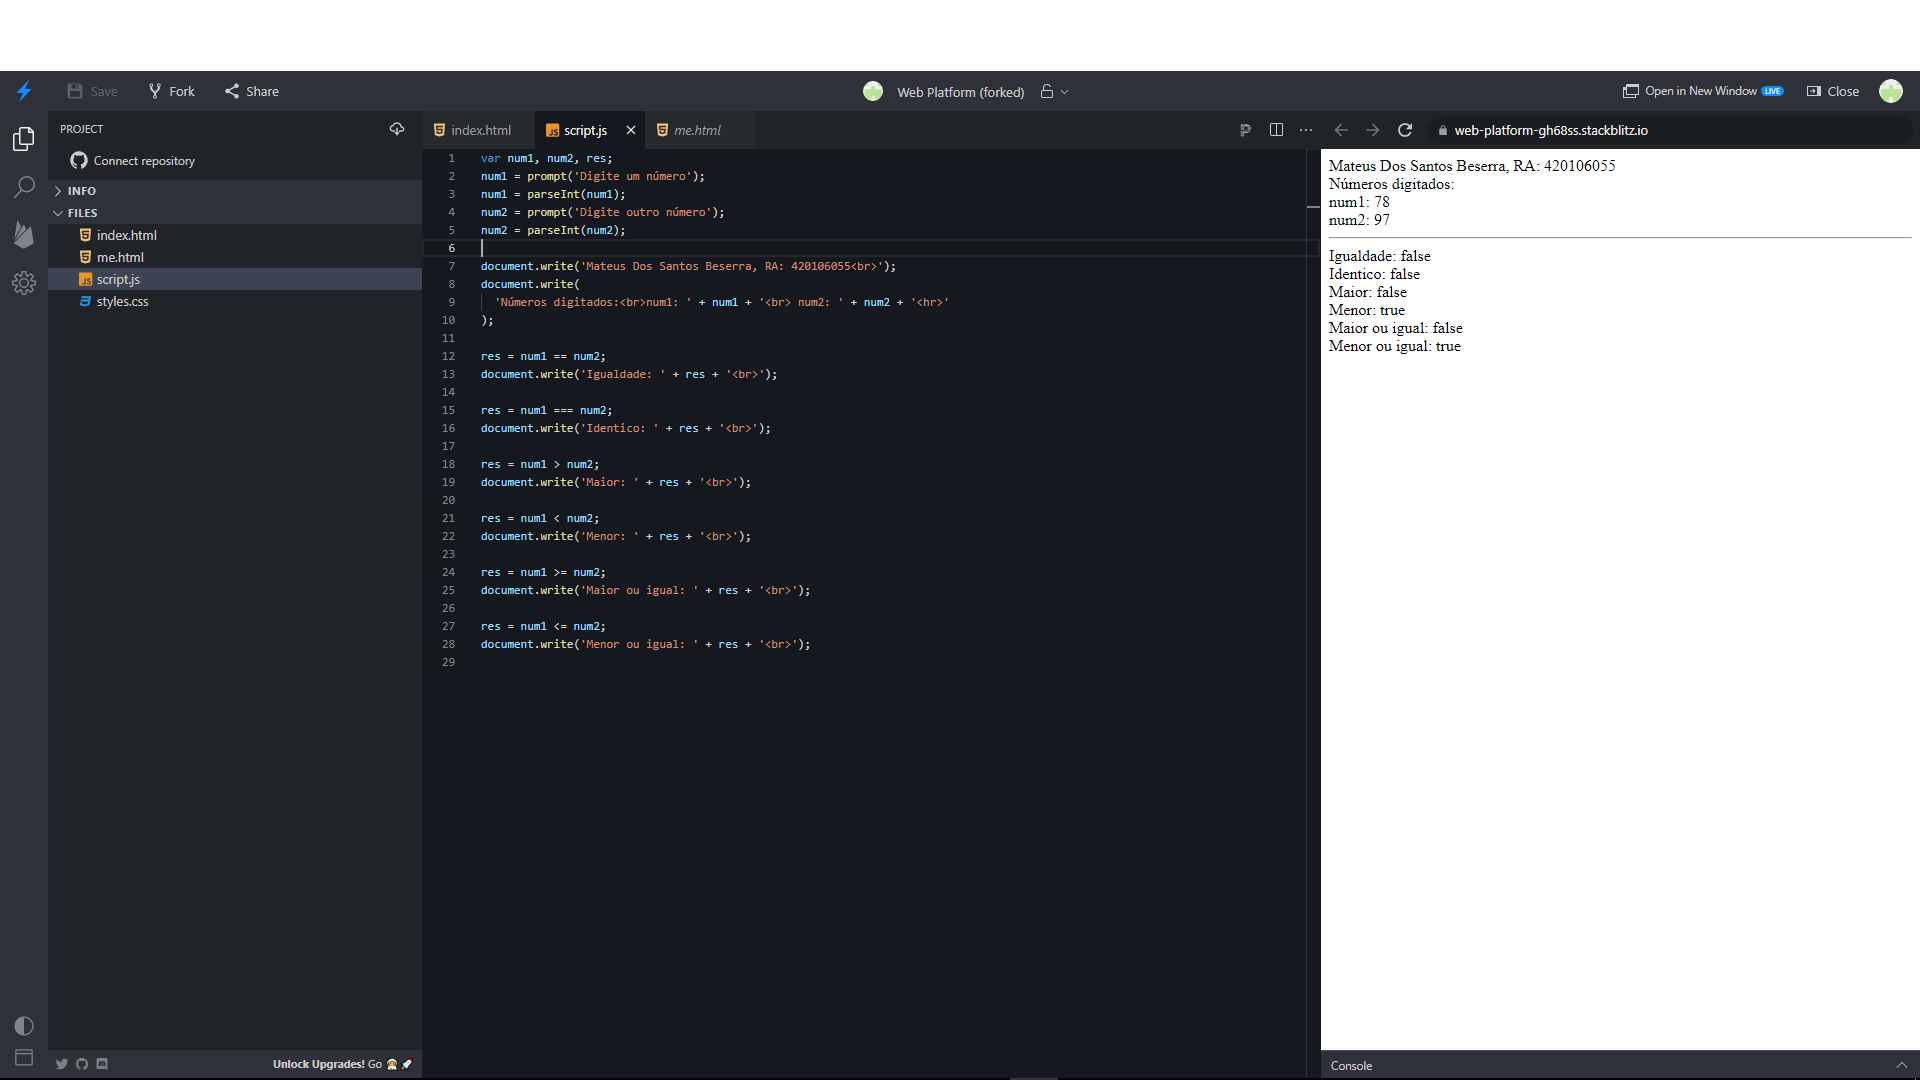 Save Fork Share Web Platform (forked) Open in New Window LIVE Close
PROJECT
Connect repository
INFO
FILES
index.html
me.html
script.js
styles.css
Unlock Upgrades! Go
index.html JS script.js me.html
1 var num1, num2, res;
2 num1 = prompt('Digite um número');
3 num1 = parseInt(num1);
4 num2 = prompt('Digite outro número');
5 num2 = parseInt(num2);
6
7 document.write('Mateus Dos Santos Beserra, RA: 420106055<br>');
8 document.write(
9 'Números digitados:<br>num1: ' + num1 + '<br> num2: ' + num2 + '<hr>'
10 );
11
12 res = num1 == num2;
13 document.write('Igualdade: ' + res + '<br>');
14
15 res = num1 === num2;
16 document.write('Identico: ' + res + '<br>');
17
18 res = num1 > num2;
19 document.write('Maior: ' + res + '<br>');
20
21 res = num1 < num2;
22 document.write('Menor: ' + res + '<br>');
23
24 res = num1 >= num2;
25 document.write('Maior ou igual: ' + res + '<br>');
26
27 res = num1 <= num2;
28 document.write('Menor ou igual: ' + res + '<br>');
29
web-platform-gh68ss.stackblitz.io
Mateus Dos Santos Beserra, RA: 420106055
Números digitados:
num1: 78
num2: 97
Igualdade: false
Identico: false
Maior: false
Menor: true
Maior ou igual: false
Menor ou igual: true
Console